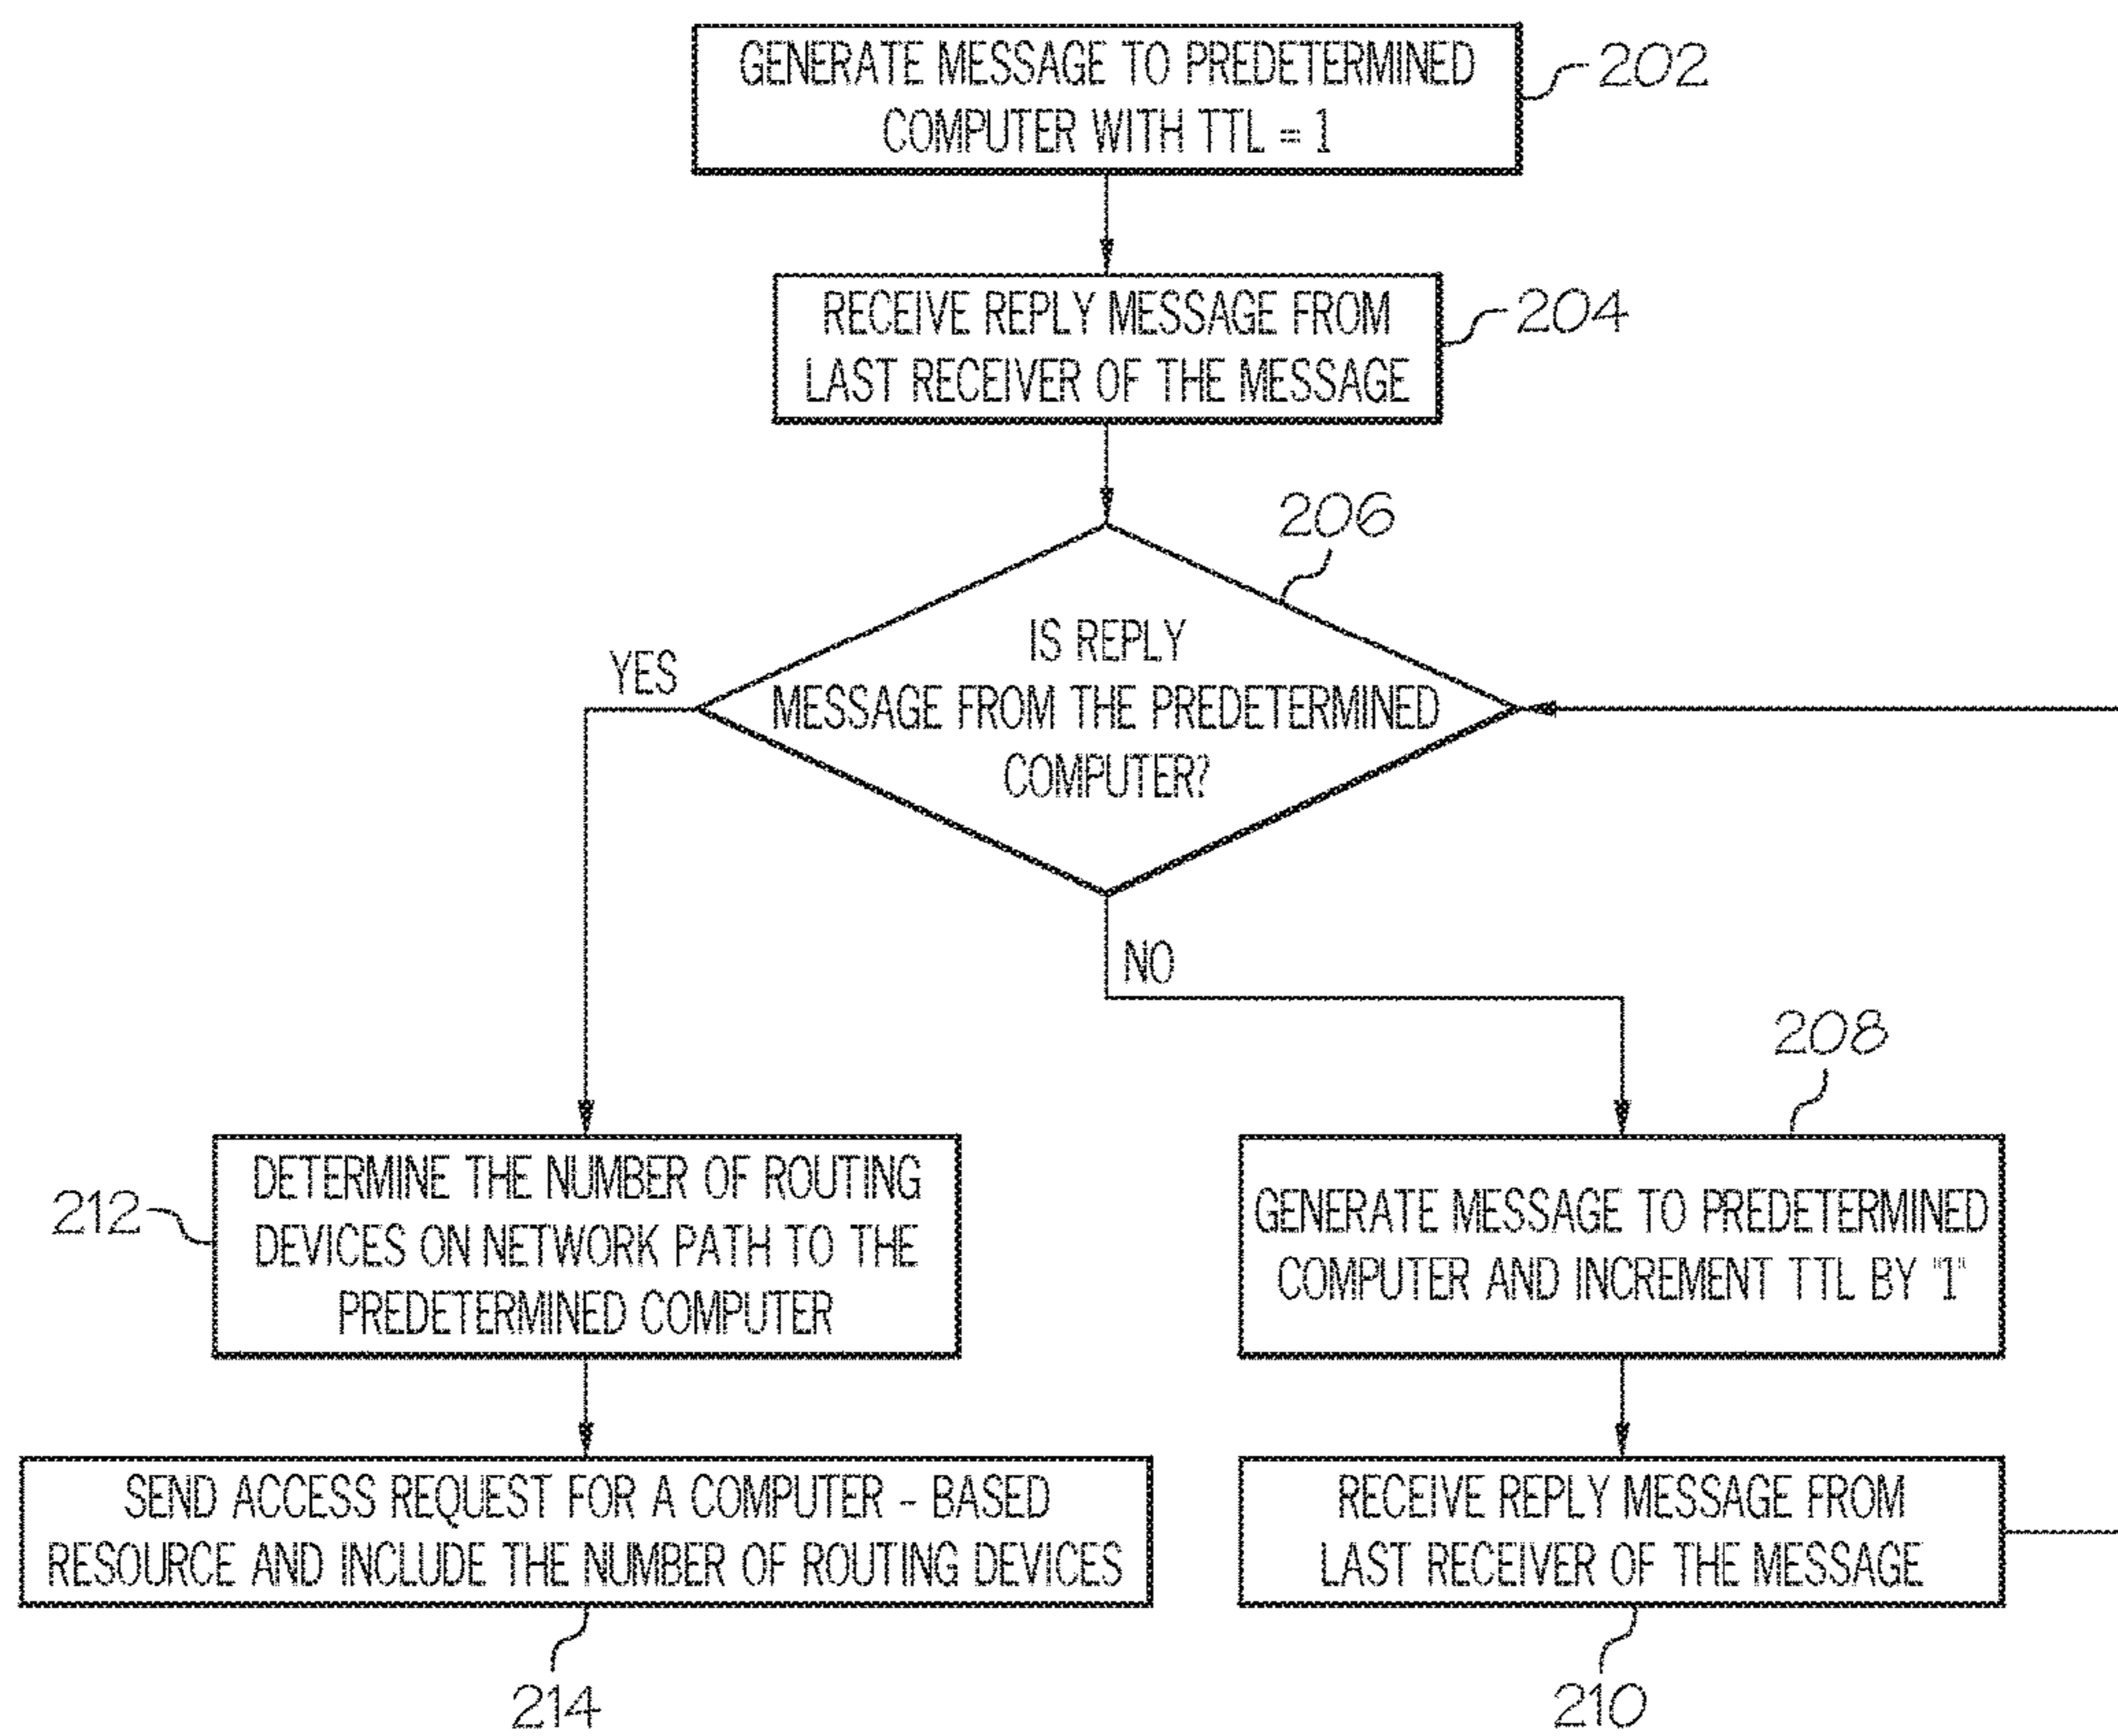 GENERATE MESSAGE TO PREDETERMINED
COMPUTER WITH TTL = 1
202
RECEIVE REPLY MESSAGE FROM
LAST RECEIVER OF THE MESSAGE
204
206
IS REPLY
MESSAGE FROM THE PREDETERMINED
COMPUTER?
YES
NO
208
212
DETERMINE THE NUMBER OF ROUTING
DEVICES ON NETWORK PATH TO THE
PREDETERMINED COMPUTER
GENERATE MESSAGE TO PREDETERMINED
COMPUTER AND INCREMENT TTL BY "1"
SEND ACCESS REQUEST FOR A COMPUTER - BASED
RESOURCE AND INCLUDE THE NUMBER OF ROUTING DEVICES
RECEIVE REPLY MESSAGE FROM
LAST RECEIVER OF THE MESSAGE
214
210